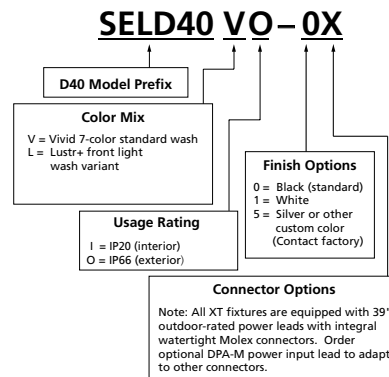 SELD40 VO – 0X
D40 Model Prefix
Color Mix
V = Vivid 7-color standard wash
L = Lustr+ front light
wash variant
Usage Rating
I = IP20 (interior)
O = IP66 (exterior)
Finish Options
0 = Black (standard)
1 = White
5 = Silver or other
custom color
(Contact factory)
Connector Options
Note: All XT fixtures are equipped with 39"
outdoor-rated power leads with integral
watertight Molex connectors. Order
optional DPA-M power input lead to adapt
to other connectors.